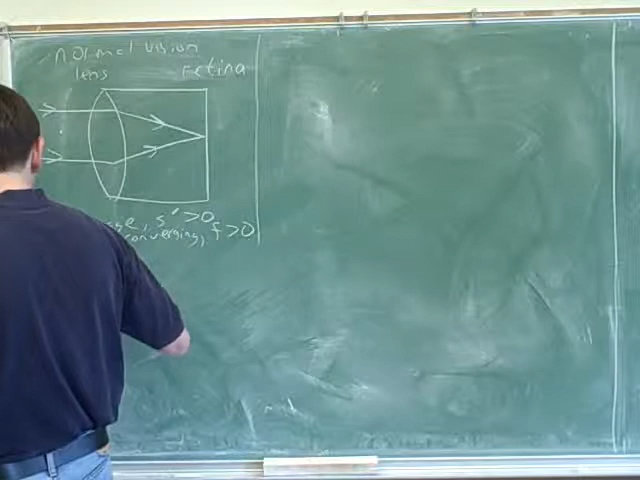 normal vision
lens retina
s' >0
converging, f >0